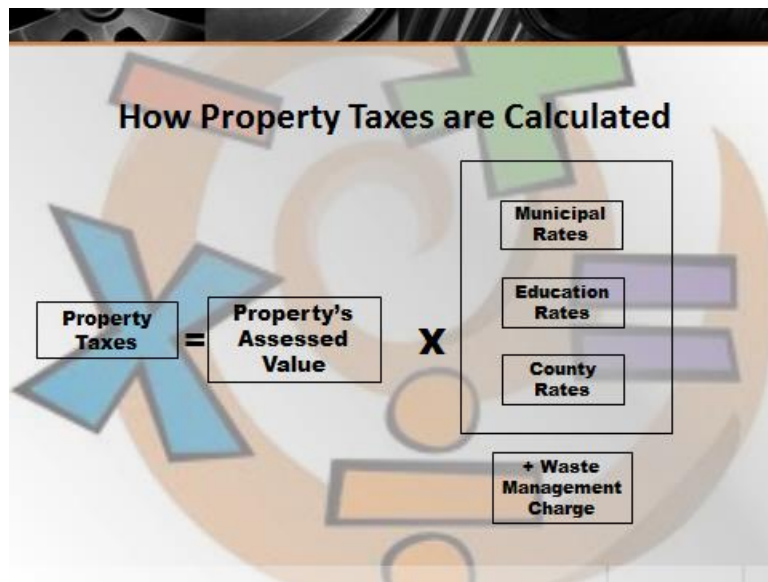 How Property Taxes are Calculated
Municipal
Rates
Education
Rates
County
Rates
Property
Taxes
=
Property’s
Assessed
Value
X
+ Waste
Management
Charge